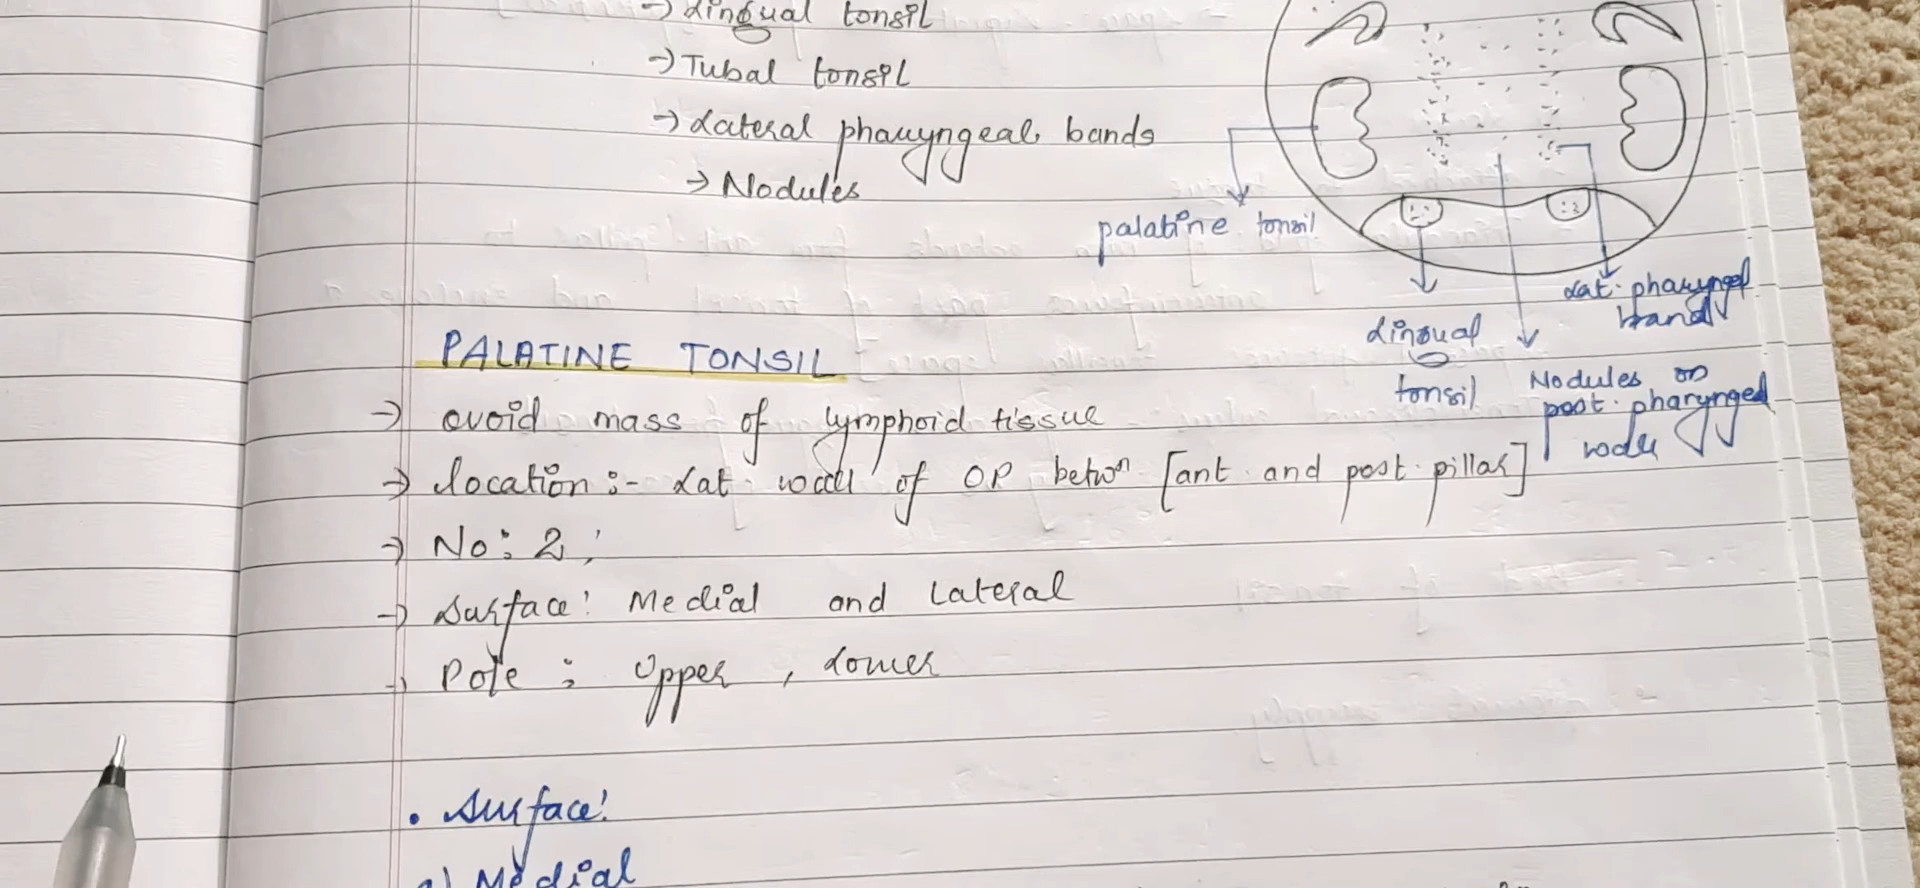 → Lingual tonsil
→ Tubal tonsil
→ Lateral pharyngeal bands
→ Nodules
palatine tonsil
Lingual
tonsil
Lat. pharyngeal
band
Nodules on
post. pharyngeal
PALATINE TONSIL
→ ovoid mass of lymphoid tissue
→ location :- Lat. wall of OP betwn [ant and post. pillar]
→ No: 2
→ Surface: Medial and Lateral
→ Pole : Upper, Lower
• Surface:
a) Medial